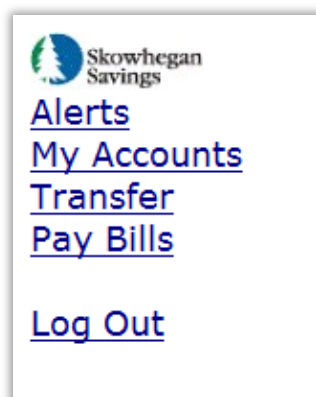 Skowhegan
Savings
Alerts
My Accounts
Transfer
Pay Bills
Log Out